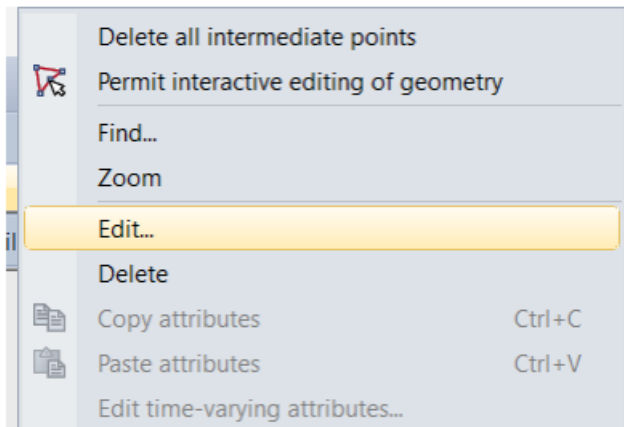 Delete all intermediate points
Permit interactive editing of geometry
Find...
Zoom
Edit...
Delete
Copy attributes Ctrl+C
Paste attributes Ctrl+V
Edit time-varying attributes...